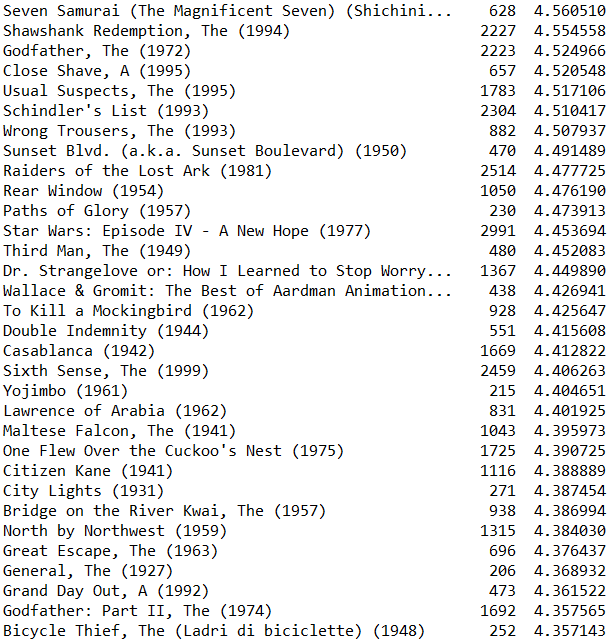 Seven Samurai (The Magnificent Seven) (Shichini... 628 4.560510
Shawshank Redemption, The (1994) 2227 4.554558
Godfather, The (1972) 2223 4.524966
Close Shave, A (1995) 657 4.520548
Usual Suspects, The (1995) 1783 4.517106
Schindler's List (1993) 2304 4.510417
Wrong Trousers, The (1993) 882 4.507937
Sunset Blvd. (a.k.a. Sunset Boulevard) (1950) 470 4.491489
Raiders of the Lost Ark (1981) 2514 4.477725
Rear Window (1954) 1050 4.476190
Paths of Glory (1957) 230 4.473913
Star Wars: Episode IV - A New Hope (1977) 2991 4.453694
Third Man, The (1949) 480 4.452083
Dr. Strangelove or: How I Learned to Stop Worry... 1367 4.449890
Wallace & Gromit: The Best of Aardman Animation... 438 4.426941
To Kill a Mockingbird (1962) 928 4.425647
Double Indemnity (1944) 551 4.415608
Casablanca (1942) 1669 4.412822
Sixth Sense, The (1999) 2459 4.406263
Yojimbo (1961) 215 4.404651
Lawrence of Arabia (1962) 831 4.401925
Maltese Falcon, The (1941) 1043 4.395973
One Flew Over the Cuckoo's Nest (1975) 1725 4.390725
Citizen Kane (1941) 1116 4.388889
City Lights (1931) 271 4.387454
Bridge on the River Kwai, The (1957) 938 4.386994
North by Northwest (1959) 1315 4.384030
Great Escape, The (1963) 696 4.376437
General, The (1927) 206 4.368932
Grand Day Out, A (1992) 473 4.361522
Godfather: Part II, The (1974) 1692 4.357565
Bicycle Thief, The (Ladri di biciclette) (1948) 252 4.357143